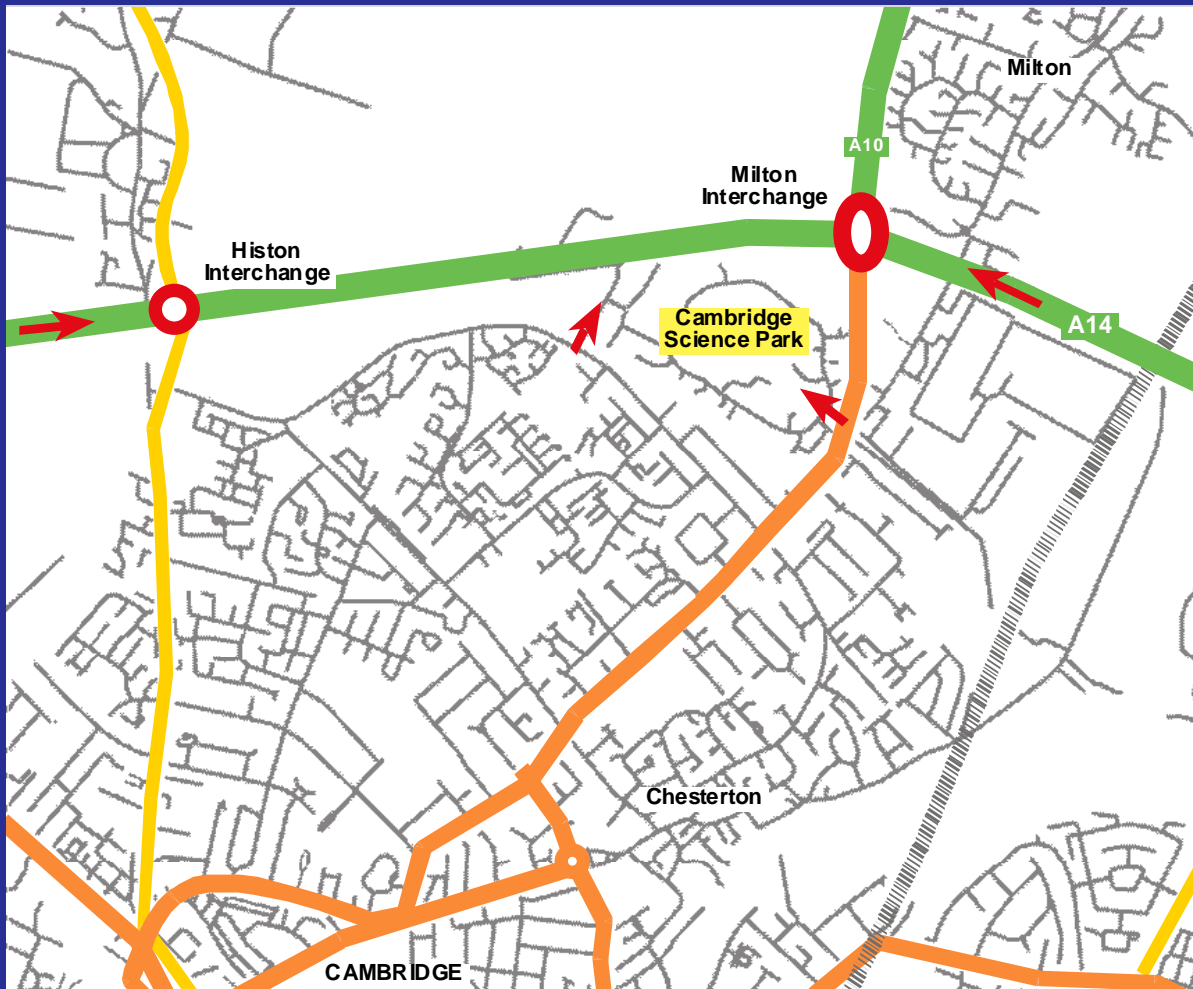 Milton
A10
Milton
Interchange
Histon
Interchange
Cambridge
Science Park
A14
Chesterton
CAMBRIDGE